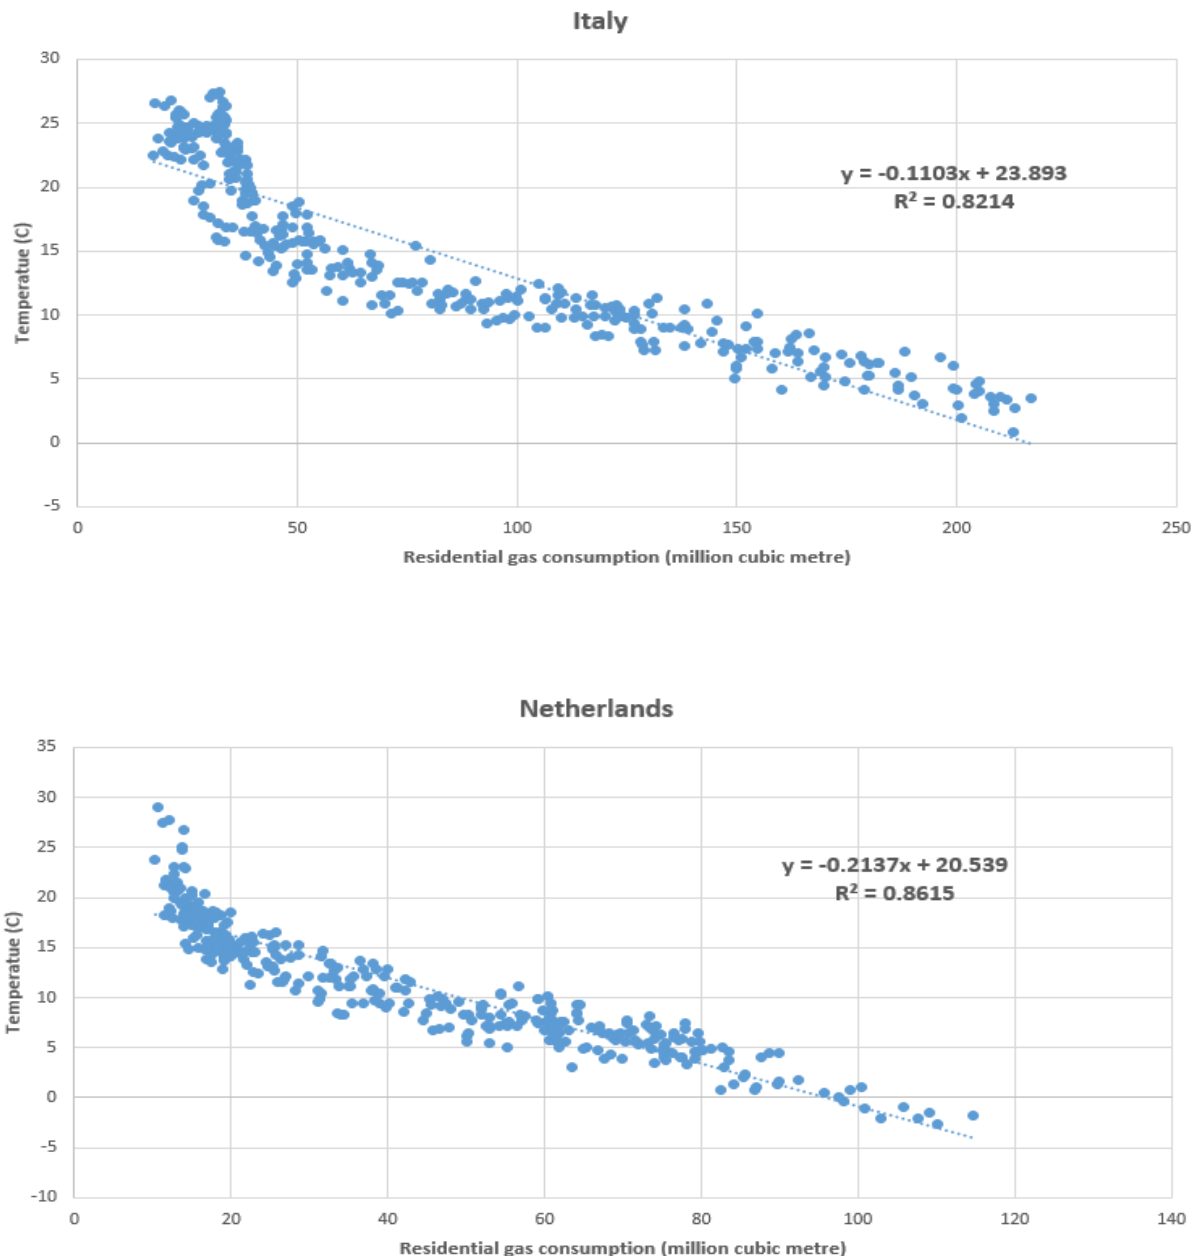 Italy
30
25
20
15
10
5
0
-5
Temperatue (C)
y = -0.1103x + 23.893
R² = 0.8214
0 50 100 150 200 250
Residential gas consumption (million cubic metre)
Netherlands
35
30
25
20
15
10
5
0
-5
-10
Temperatue (C)
y = -0.2137x + 20.539
R² = 0.8615
0 20 40 60 80 100 120 140
Residential gas consumption (million cubic metre)